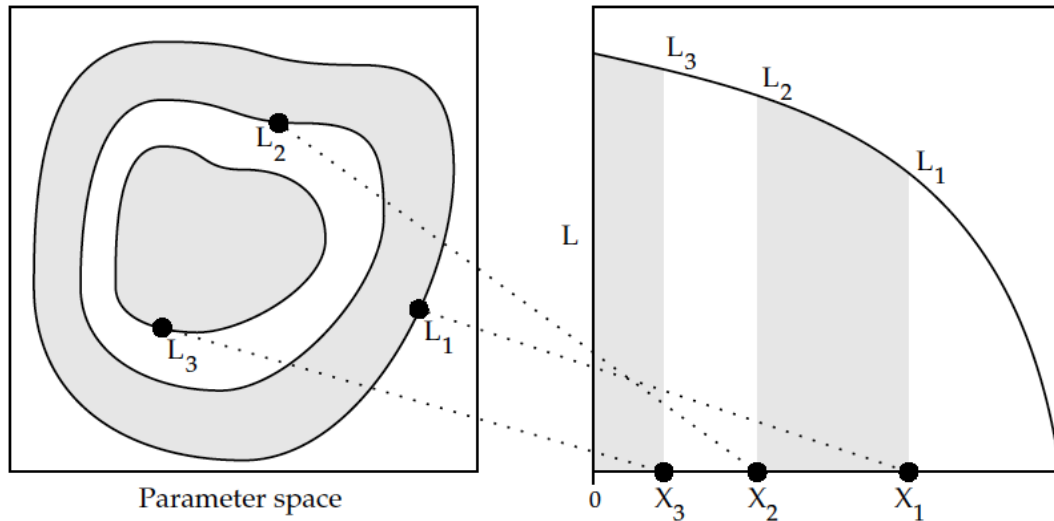 L₂
L₃
L₁
Parameter space
L₃
L₂
L₁
L
0
X₃
X₂
X₁